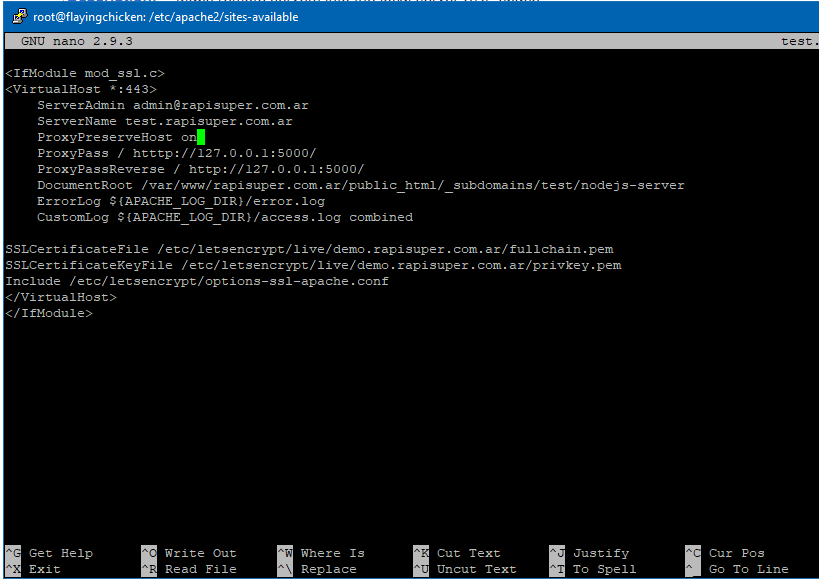 root@flayingchicken: /etc/apache2/sites-available
GNU nano 2.9.3 test.
<IfModule mod_ssl.c>
<VirtualHost *:443>
ServerAdmin admin@rapisuper.com.ar
ServerName test.rapisuper.com.ar
ProxyPreserveHost on
ProxyPass / htttp://127.0.0.1:5000/
ProxyPassReverse / http://127.0.0.1:5000/
DocumentRoot /var/www/rapisuper.com.ar/public_html/_subdomains/test/nodejs-server
ErrorLog ${APACHE_LOG_DIR}/error.log
CustomLog ${APACHE_LOG_DIR}/access.log combined
SSLCertificateFile /etc/letsencrypt/live/demo.rapisuper.com.ar/fullchain.pem
SSLCertificateKeyFile /etc/letsencrypt/live/demo.rapisuper.com.ar/privkey.pem
Include /etc/letsencrypt/options-ssl-apache.conf
</VirtualHost>
</IfModule>
^G Get Help ^O Write Out ^W Where Is ^K Cut Text ^J Justify ^C Cur Pos
^X Exit ^R Read File ^\ Replace ^U Uncut Text ^T To Spell ^_ Go To Line